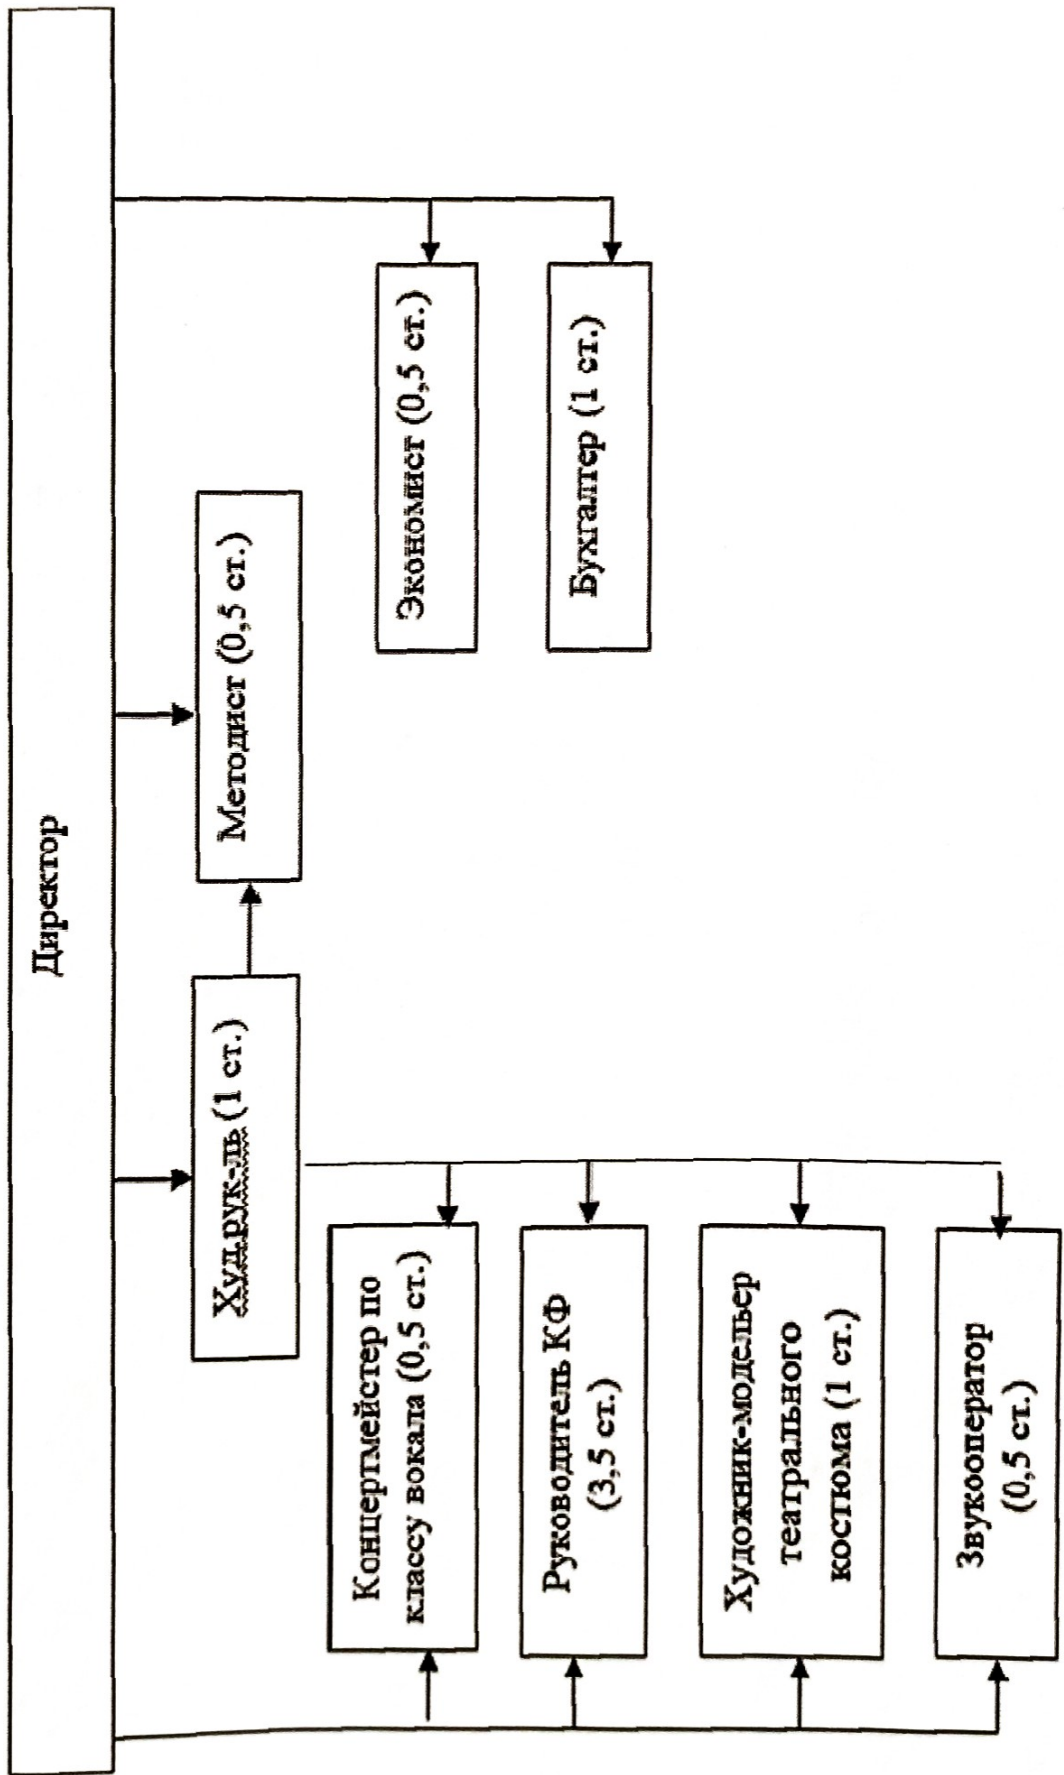 Директор
Худ.рук-ль (1 ст.)
Методист (0,5 ст.)
Концертмейстер по
классу вокала (0,5 ст.)
Руководитель КФ
(3,5 ст.)
Художник-модельер
театрального
костюма (1 ст.)
Звукооператор
(0,5 ст.)
Экономист (0,5 ст.)
Бухгалтер (1 ст.)